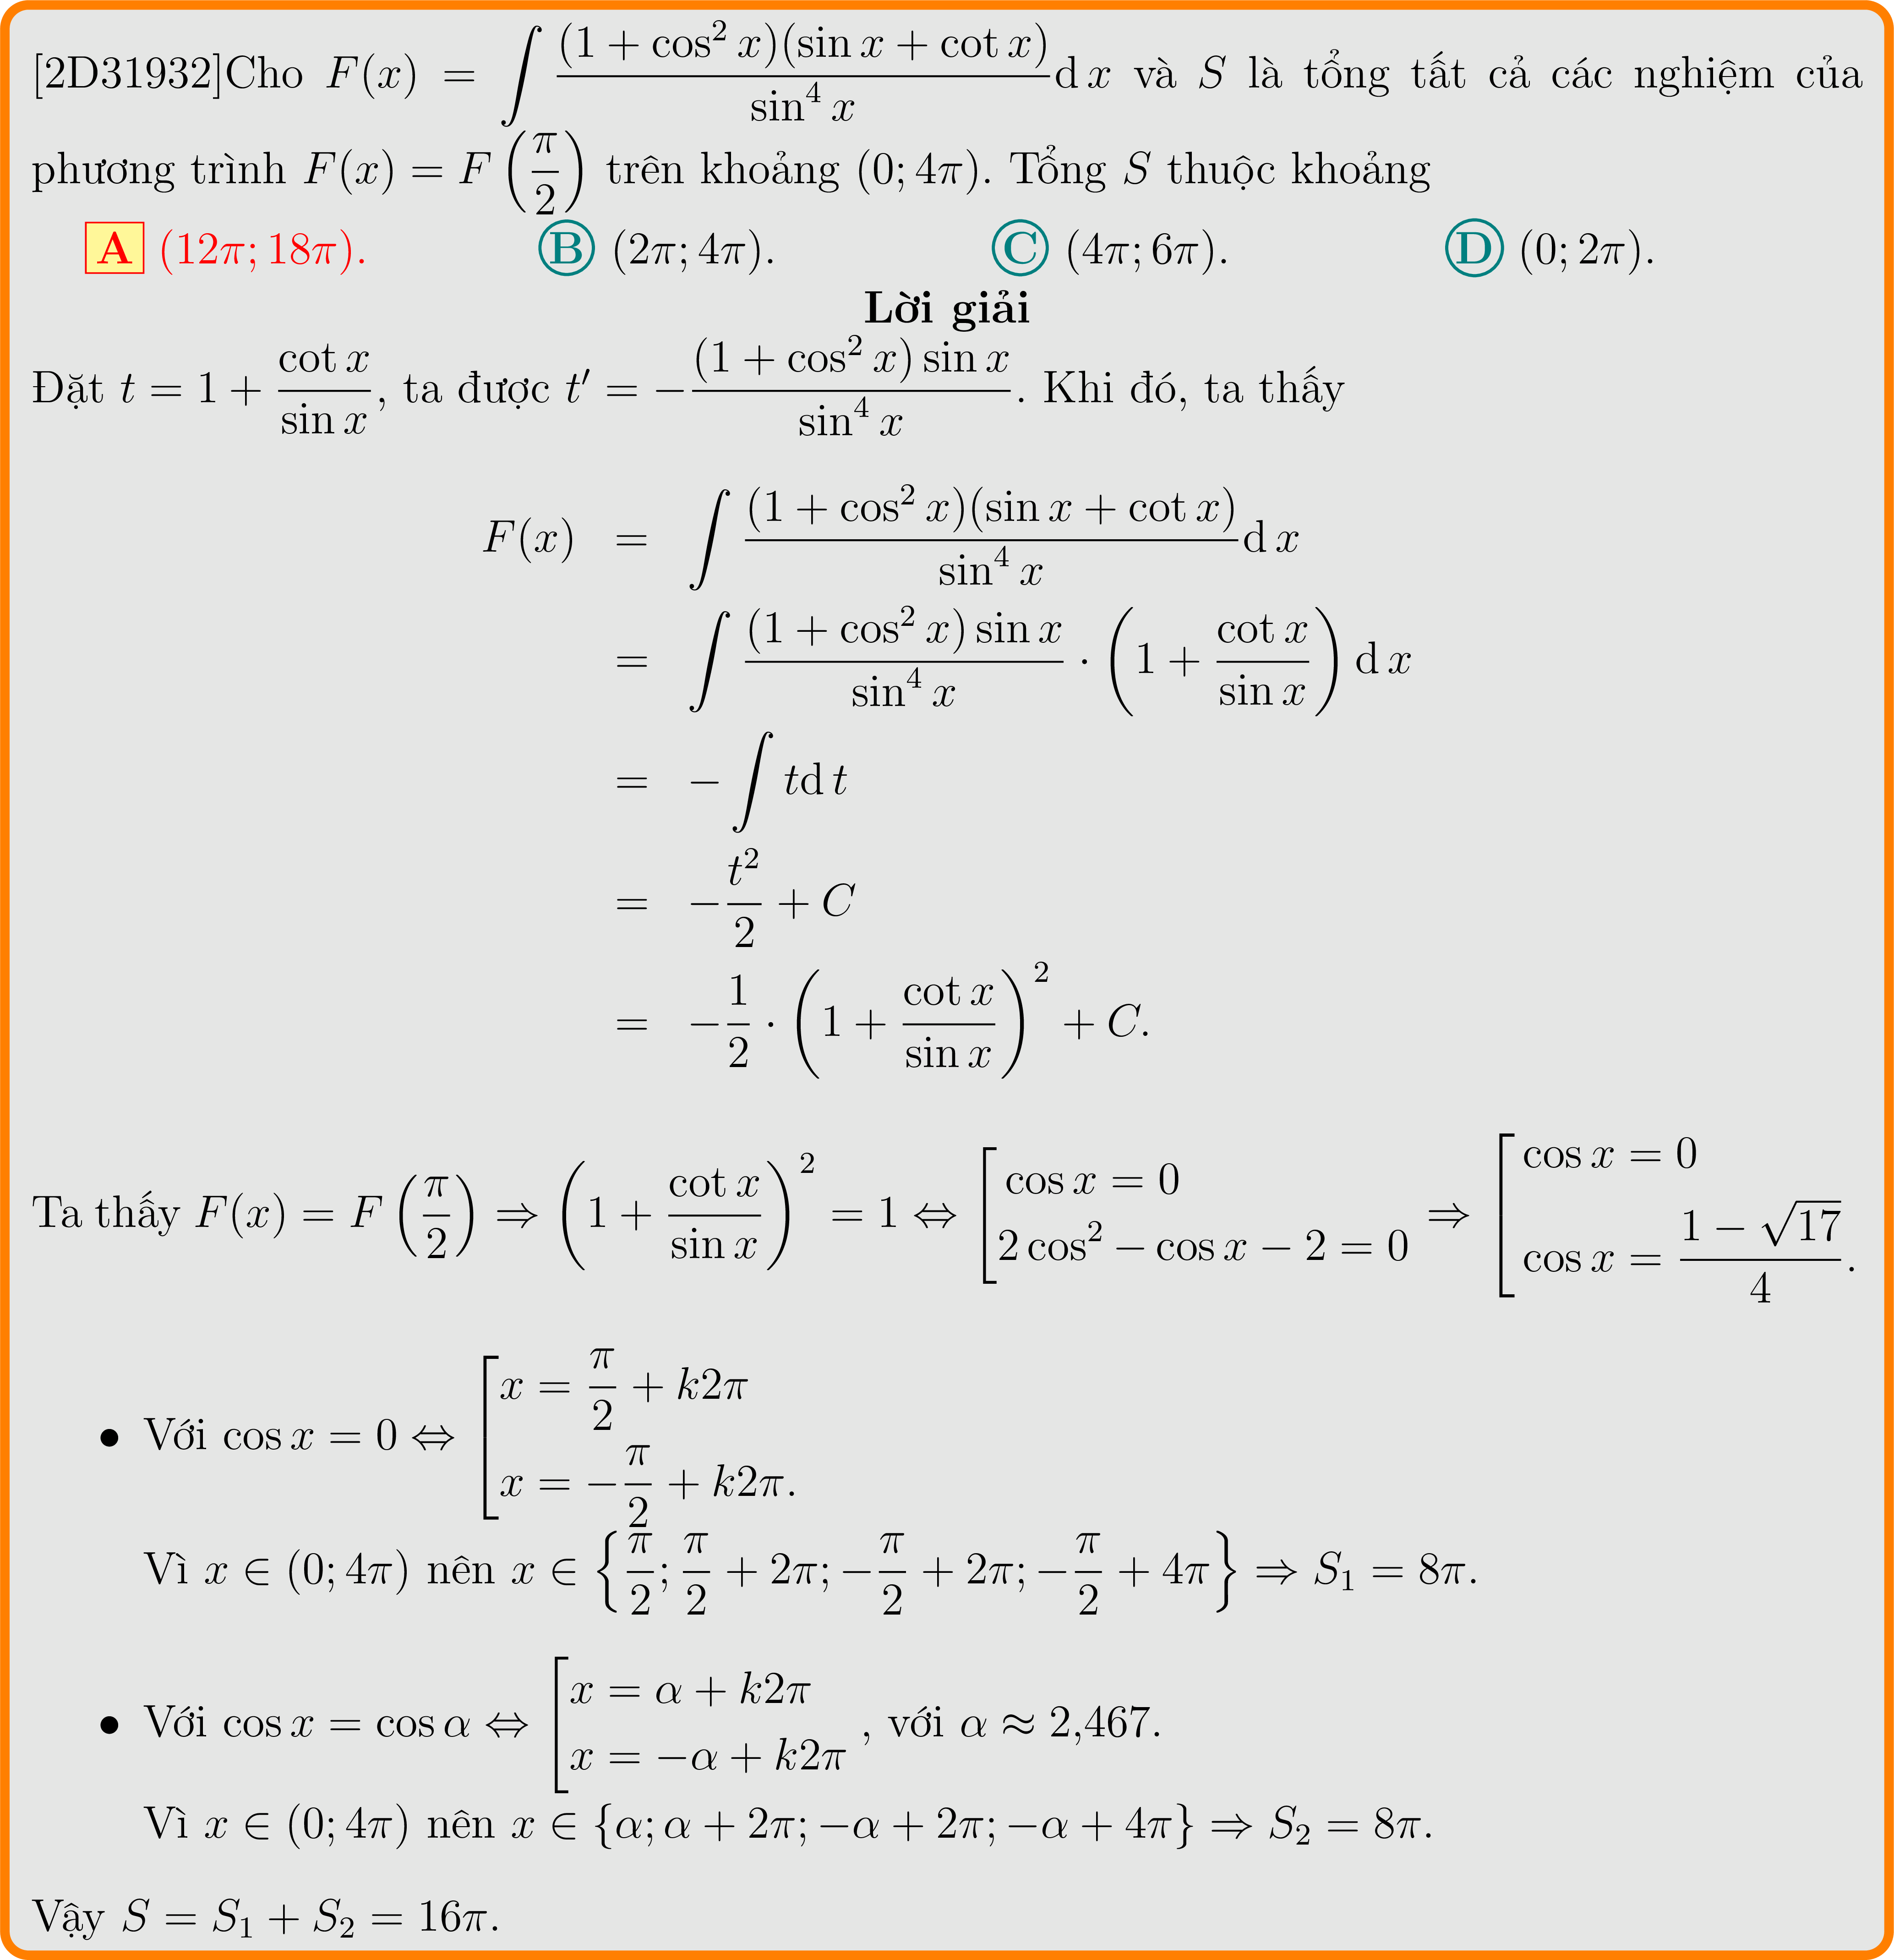 [2D31932]Cho $F(x) = \int \frac{(1+\cos^2 x)(\sin x+\cot x)}{\sin^4 x}\mathrm{d}\,x$ và $S$ là tổng tất cả các nghiệm của
phương trình $F(x) = F\left(\frac{\pi}{2}\right)$ trên khoảng $(0; 4\pi)$. Tổng $S$ thuộc khoảng
A $(12\pi; 18\pi)$. B $(2\pi; 4\pi)$. C $(4\pi; 6\pi)$. D $(0; 2\pi)$.
Lời giải
Đặt $t = 1 + \frac{\cot x}{\sin x}$, ta được $t' = -\frac{(1+\cos^2 x)\sin x}{\sin^4 x}$. Khi đó, ta thấy
$F(x) = \int \frac{(1+\cos^2 x)(\sin x+\cot x)}{\sin^4 x}\mathrm{d}\,x$
$= \int \frac{(1+\cos^2 x)\sin x}{\sin^4 x} \cdot \left(1 + \frac{\cot x}{\sin x}\right)\mathrm{d}\,x$
$= -\int t\mathrm{d}\,t$
$= -\frac{t^2}{2} + C$
$= -\frac{1}{2} \cdot \left(1 + \frac{\cot x}{\sin x}\right)^2 + C.$
Ta thấy $F(x) = F\left(\frac{\pi}{2}\right) \Rightarrow \left(1 + \frac{\cot x}{\sin x}\right)^2 = 1 \Leftrightarrow \left[\begin{array}{l}\cos x = 0\\ 2\cos^2 - \cos x - 2 = 0\end{array}\right. \Rightarrow \left[\begin{array}{l}\cos x = 0\\ \cos x = \frac{1-\sqrt{17}}{4}.\end{array}\right.$
• Với $\cos x = 0 \Leftrightarrow \left[\begin{array}{l}x = \frac{\pi}{2} + k2\pi\\ x = -\frac{\pi}{2} + k2\pi.\end{array}\right.$
Vì $x \in (0; 4\pi)$ nên $x \in \left\{\frac{\pi}{2}; \frac{\pi}{2} + 2\pi; -\frac{\pi}{2} + 2\pi; -\frac{\pi}{2} + 4\pi\right\} \Rightarrow S_1 = 8\pi.$
• Với $\cos x = \cos\alpha \Leftrightarrow \left[\begin{array}{l}x = \alpha + k2\pi\\ x = -\alpha + k2\pi\end{array}\right.$, với $\alpha \approx 2{,}467.$
Vì $x \in (0; 4\pi)$ nên $x \in \{\alpha; \alpha + 2\pi; -\alpha + 2\pi; -\alpha + 4\pi\} \Rightarrow S_2 = 8\pi.$
Vậy $S = S_1 + S_2 = 16\pi.$